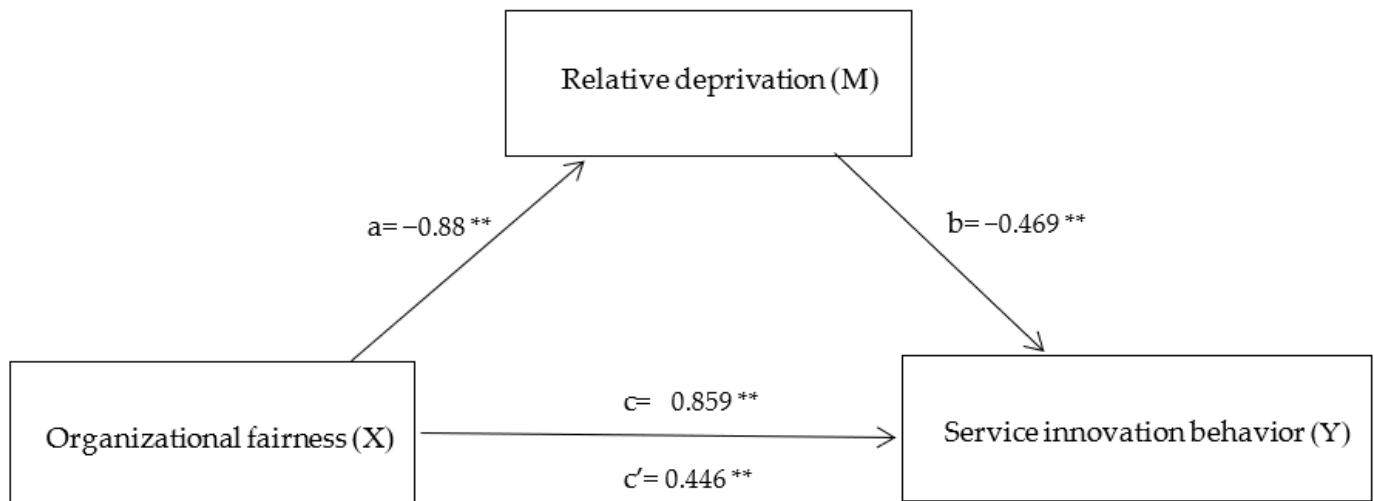 Relative deprivation (M)
a= −0.88 **
b= −0.469 **
c= 0.859 **
Organizational fairness (X)
Service innovation behavior (Y)
c′= 0.446 **